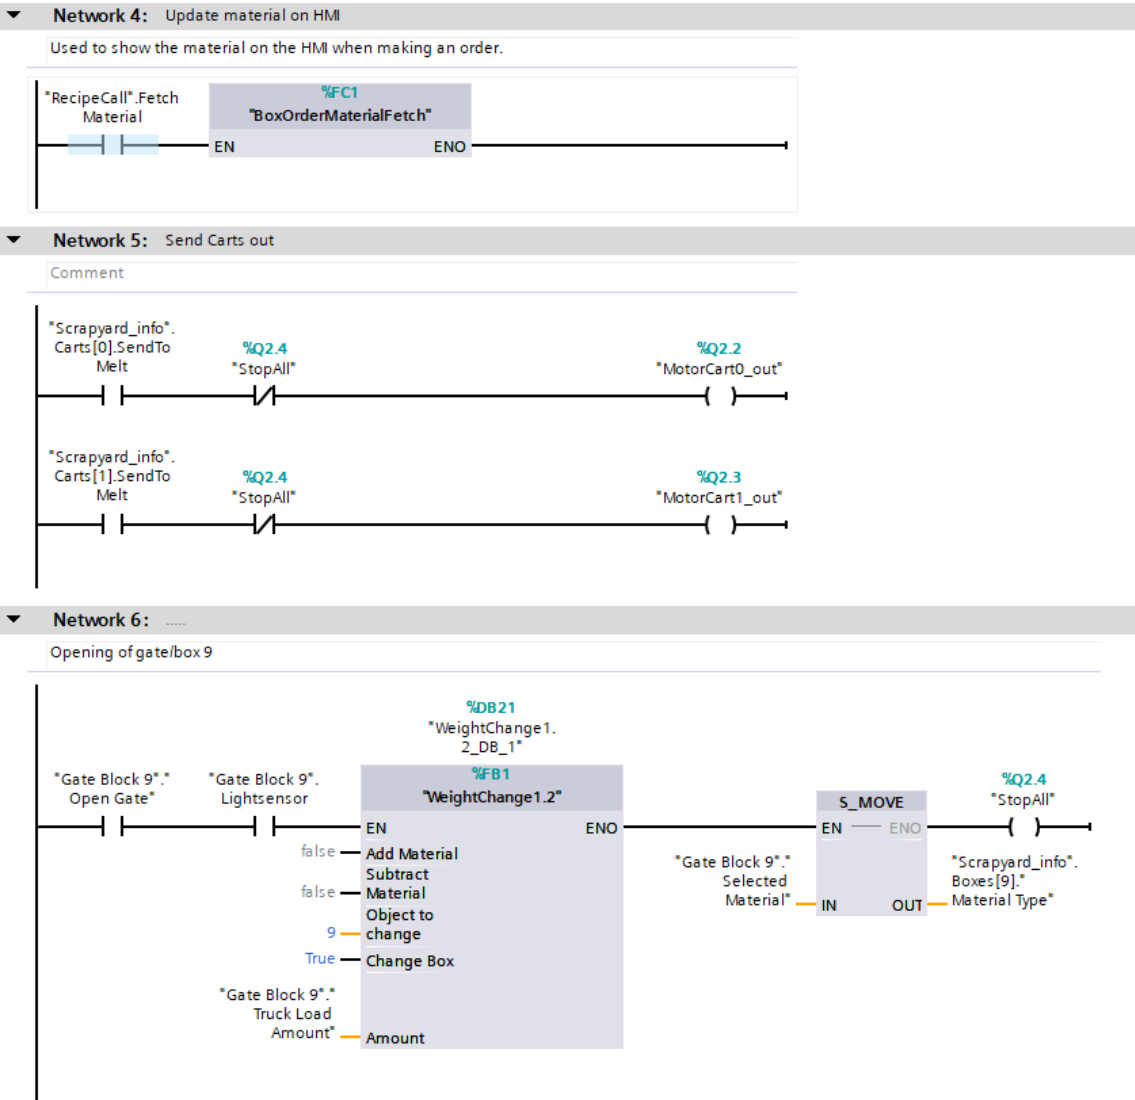 Network 4: Update material on HMI
Used to show the material on the HMI when making an order.
"RecipeCall".Fetch
Material
%FC1
"BoxOrderMaterialFetch"
EN ENO
Network 5: Send Carts out
Comment
"Scrapyard_info".
Carts[0].SendTo
Melt
%Q2.4
"StopAll"
%Q2.2
"MotorCart0_out"
"Scrapyard_info".
Carts[1].SendTo
Melt
%Q2.4
"StopAll"
%Q2.3
"MotorCart1_out"
Network 6: .....
Opening of gate/box 9
"Gate Block 9"."
Open Gate"
"Gate Block 9".
Lightsensor
%DB21
"WeightChange1.
2_DB_1"
%FB1
"WeightChange1.2"
EN ENO
false Add Material
Subtract
false Material
Object to
9 change
True Change Box
"Gate Block 9"."
Truck Load
Amount" Amount
S_MOVE
EN ENO
"Gate Block 9"."
Selected
Material" IN
OUT
"Scrapyard_info".
Boxes[9]."
Material Type"
%Q2.4
"StopAll"